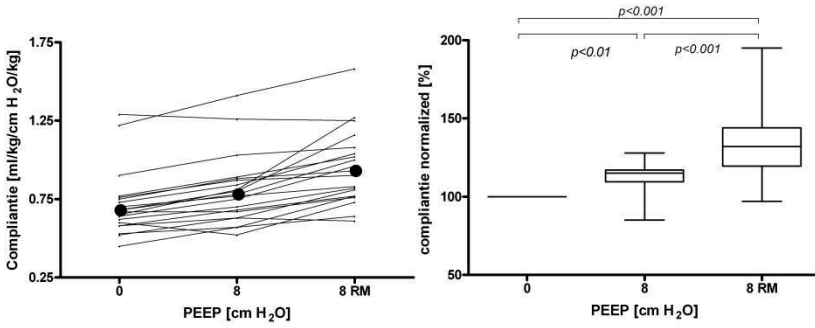 Compliantie [ml/kg/cm H₂O/kg]
1.75
1.25
0.75
0.25
0
8
8 RM
PEEP [cm H₂O]
p<0.001
p<0.01
p<0.001
compliantie normalized [%]
200
150
100
50
0
8
8 RM
PEEP [cm H₂O]